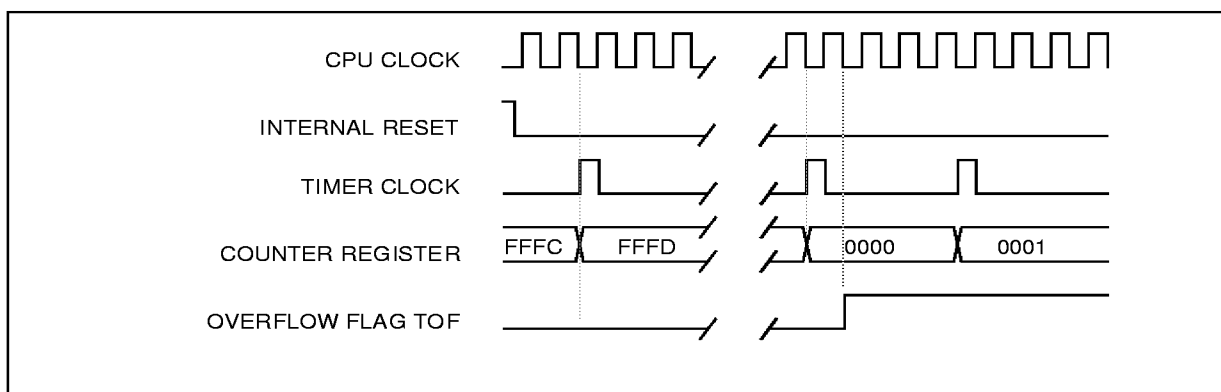 CPU CLOCK
INTERNAL RESET
TIMER CLOCK
COUNTER REGISTER FFFC FFFD 0000 0001
OVERFLOW FLAG TOF